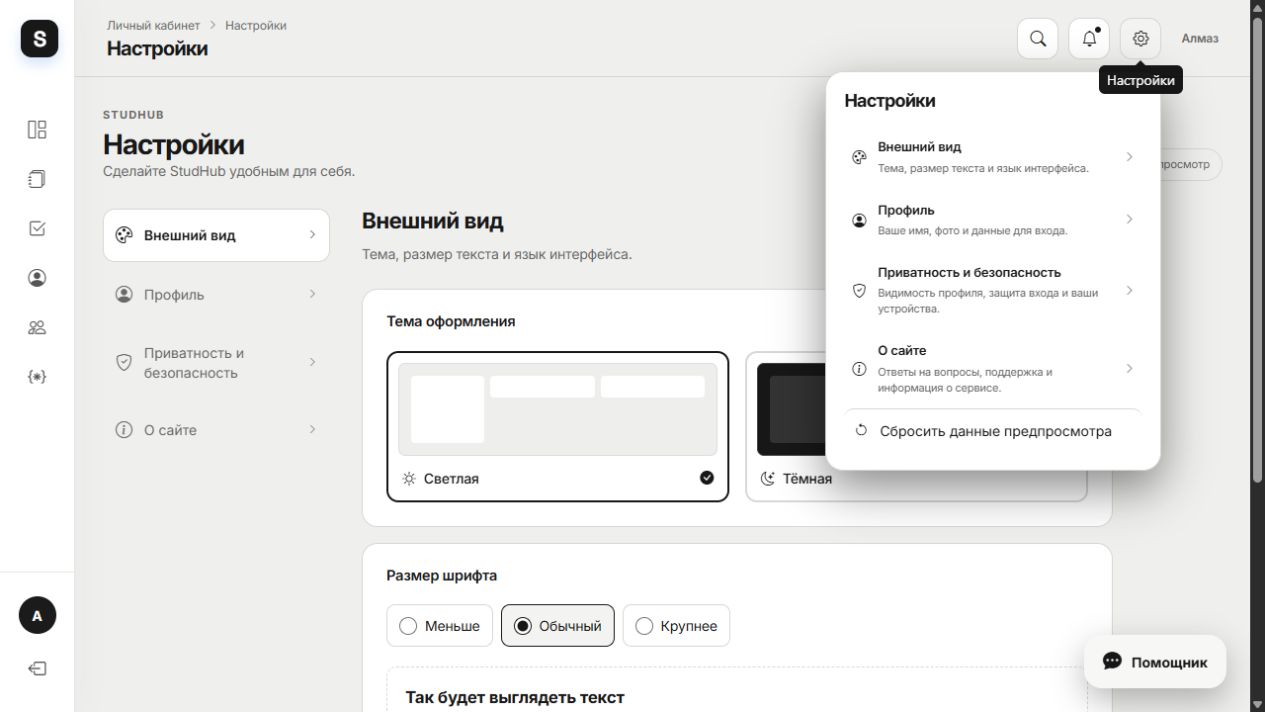 S
Личный кабинет > Настройки
Настройки
Алмаз
Настройки
STUDHUB
Настройки
Сделайте StudHub удобным для себя.
просмотр
Внешний вид
Профиль
Приватность и
безопасность
О сайте
Внешний вид
Тема, размер текста и язык интерфейса.
Тема оформления
Светлая
Тёмная
Размер шрифта
Меньше
Обычный
Крупнее
Так будет выглядеть текст
Настройки
Внешний вид
Тема, размер текста и язык интерфейса.
Профиль
Ваше имя, фото и данные для входа.
Приватность и безопасность
Видимость профиля, защита входа и ваши
устройства.
О сайте
Ответы на вопросы, поддержка и
информация о сервисе.
Сбросить данные предпросмотра
A
Помощник